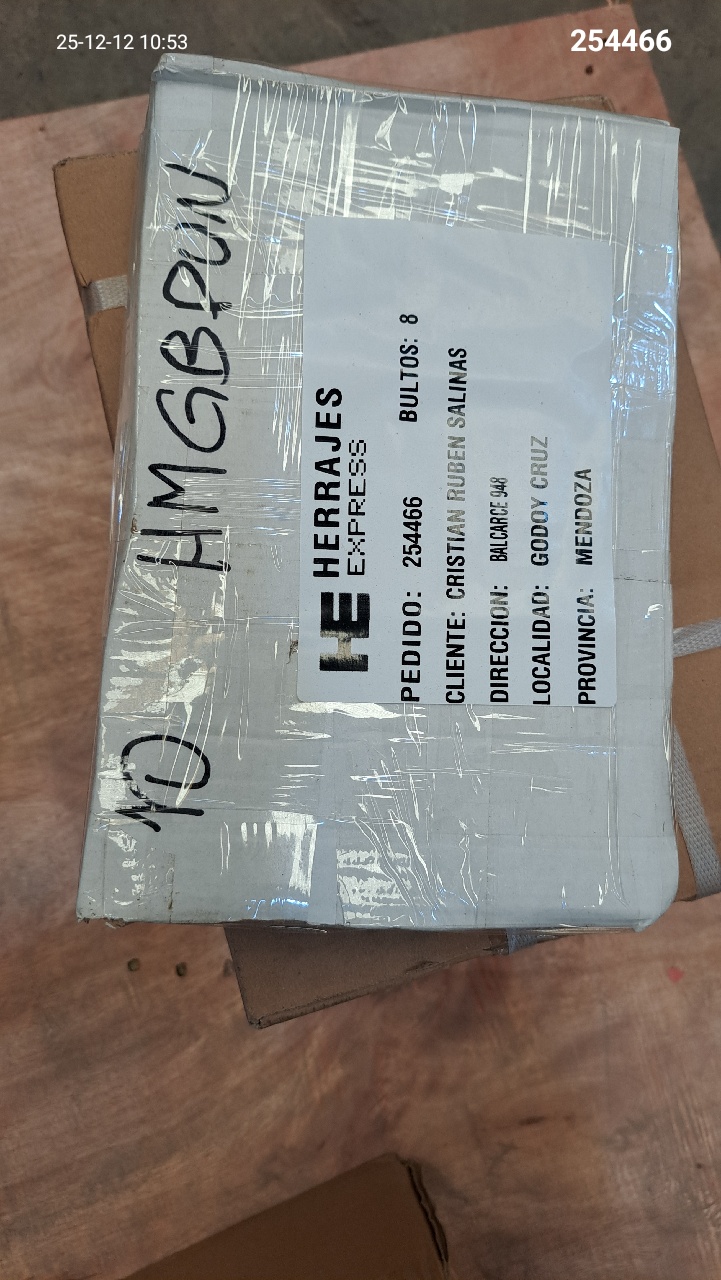 25-12-12 10:53
254466
10 HMGBPUN
HE HERRAJES
EXPRESS
PEDIDO: 254466 BULTOS: 8
CLIENTE: CRISTIAN RUBEN SALINAS
DIRECCION: BALCARCE 948
LOCALIDAD: GODOY CRUZ
PROVINCIA: MENDOZA